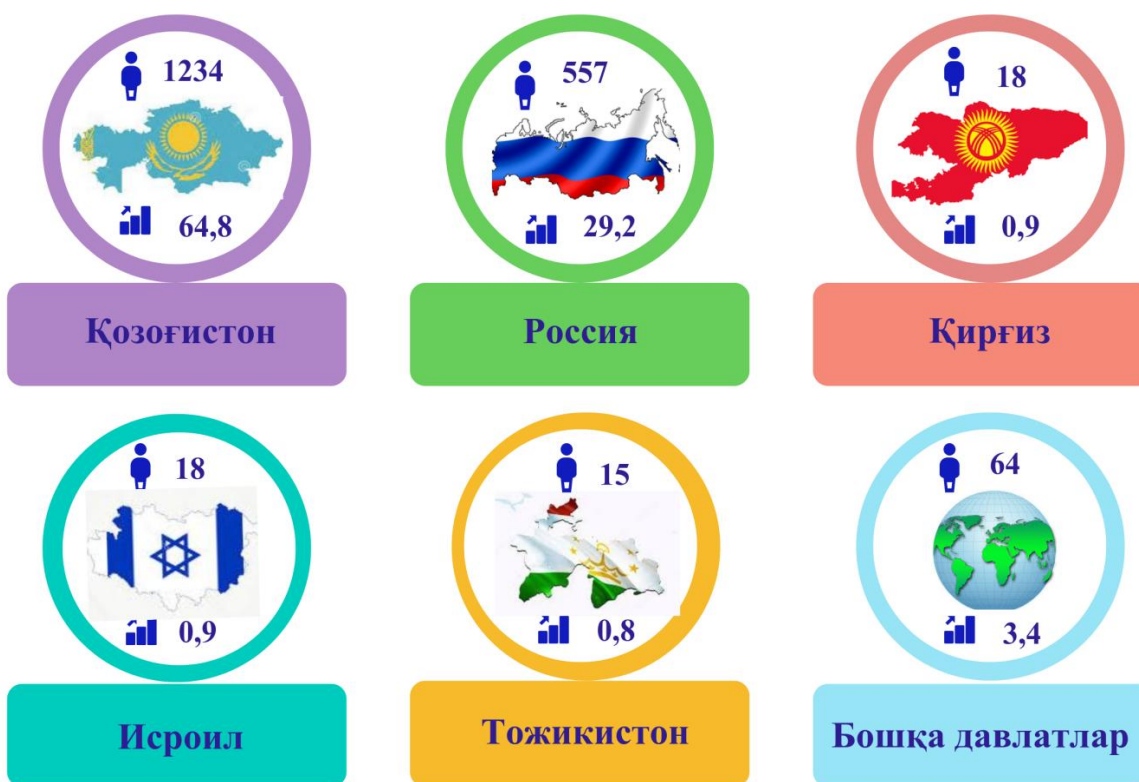 1234
64,8
Қозоғистон
557
29,2
Россия
18
0,9
Қирғиз
18
0,9
Исроил
15
0,8
Тожикистон
64
3,4
Бошқа давлатлар